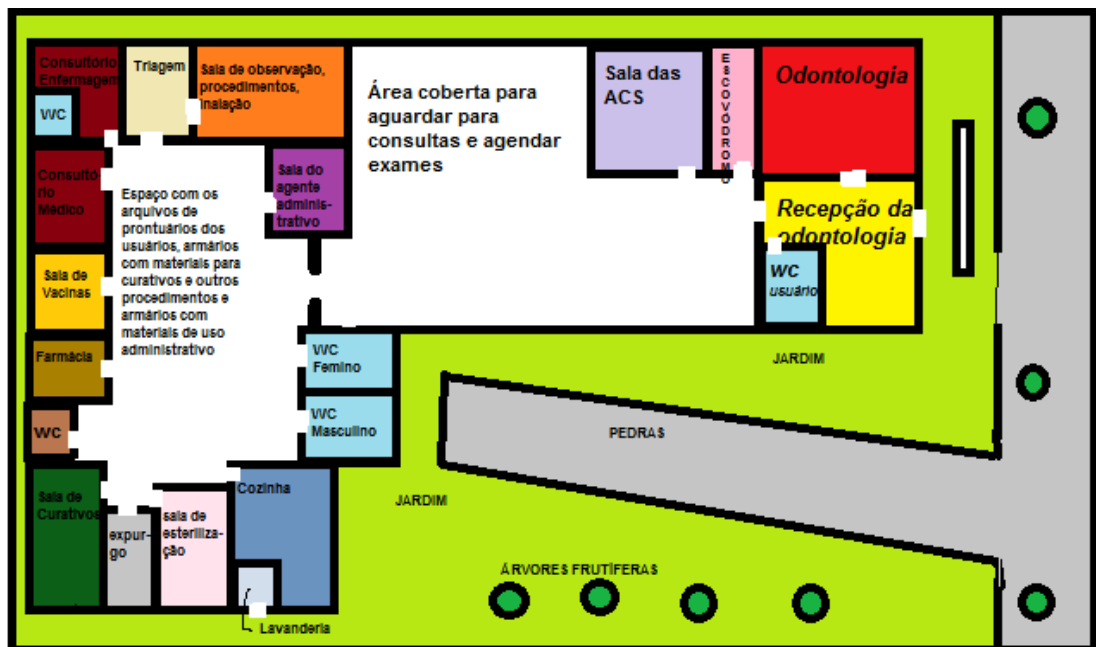 Consultório
Enfermagem
WC
Triagem
Sala de observação,
procedimentos,
inalação
Área coberta para
aguardar para
consultas e agendar
exames
Sala das
ACS
ESCOVÓDROMO
Odontologia
Consultó-
rio
Médico
Espaço com os
arquivos de
prontuários dos
usuários, armários
com materiais para
curativos e outros
procedimentos e
armários com
materiais de uso
administrativo
Sala do
agente
adminis-
trativo
Recepção da
odontologia
WC
usuário
Sala de
Vacinas
Farmácia
WC
Femino
WC
Masculino
WC
JARDIM
PEDRAS
JARDIM
Sala de
Curativos
expur-
go
sala de
esteriliza-
ção
Cozinha
Lavanderia
ÁRVORES FRUTÍFERAS